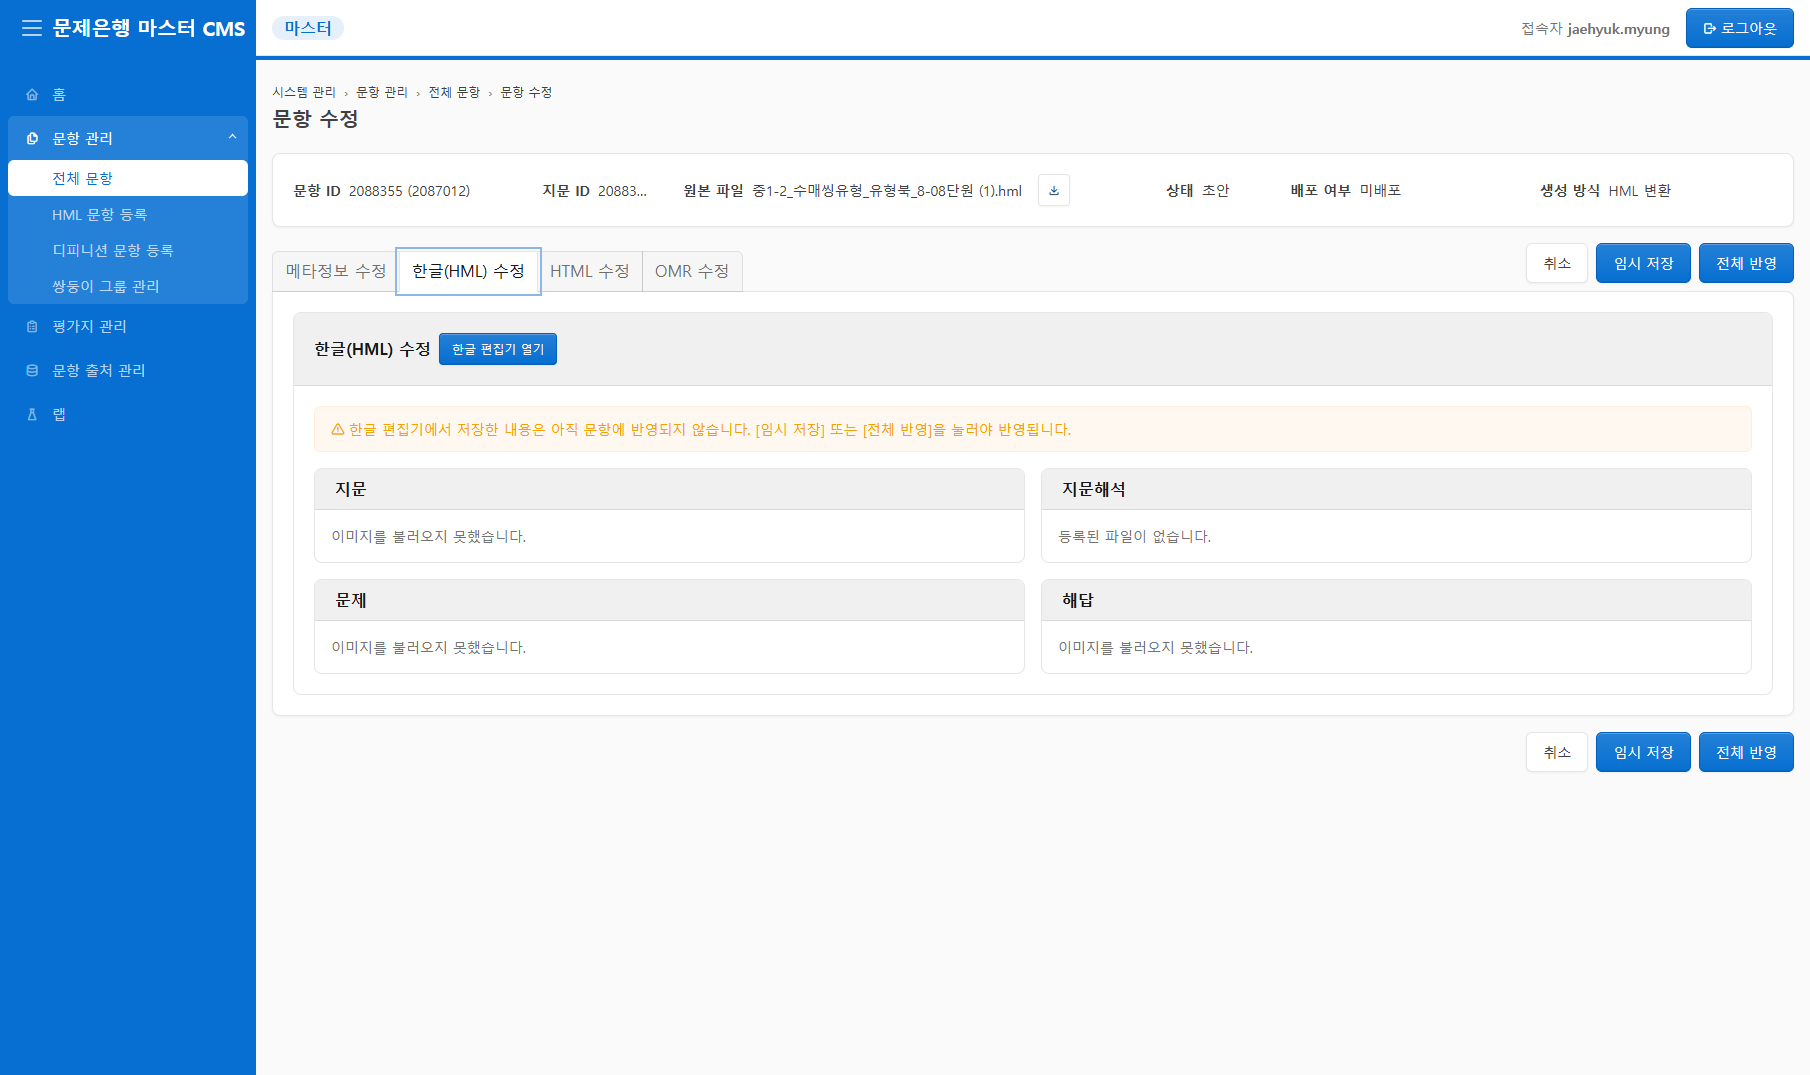 문제은행 마스터 CMS
마스터
접속자 jaehyuk.myung
로그아웃
홈
문항 관리
전체 문항
HML 문항 등록
디피니션 문항 등록
쌍둥이 그룹 관리
평가지 관리
문항 출처 관리
랩
시스템 관리 › 문항 관리 › 전체 문항 › 문항 수정
문항 수정
문항 ID 2088355 (2087012) 지문 ID 20883... 원본 파일 중1-2_수매씽유형_유형북_8-08단원 (1).hml 상태 초안 배포 여부 미배포 생성 방식 HML 변환
메타정보 수정 한글(HML) 수정 HTML 수정 OMR 수정
취소 임시 저장 전체 반영
한글(HML) 수정 한글 편집기 열기
한글 편집기에서 저장한 내용은 아직 문항에 반영되지 않습니다. [임시 저장] 또는 [전체 반영]을 눌러야 반영됩니다.
지문
이미지를 불러오지 못했습니다.
지문해석
등록된 파일이 없습니다.
문제
이미지를 불러오지 못했습니다.
해답
이미지를 불러오지 못했습니다.
취소 임시 저장 전체 반영